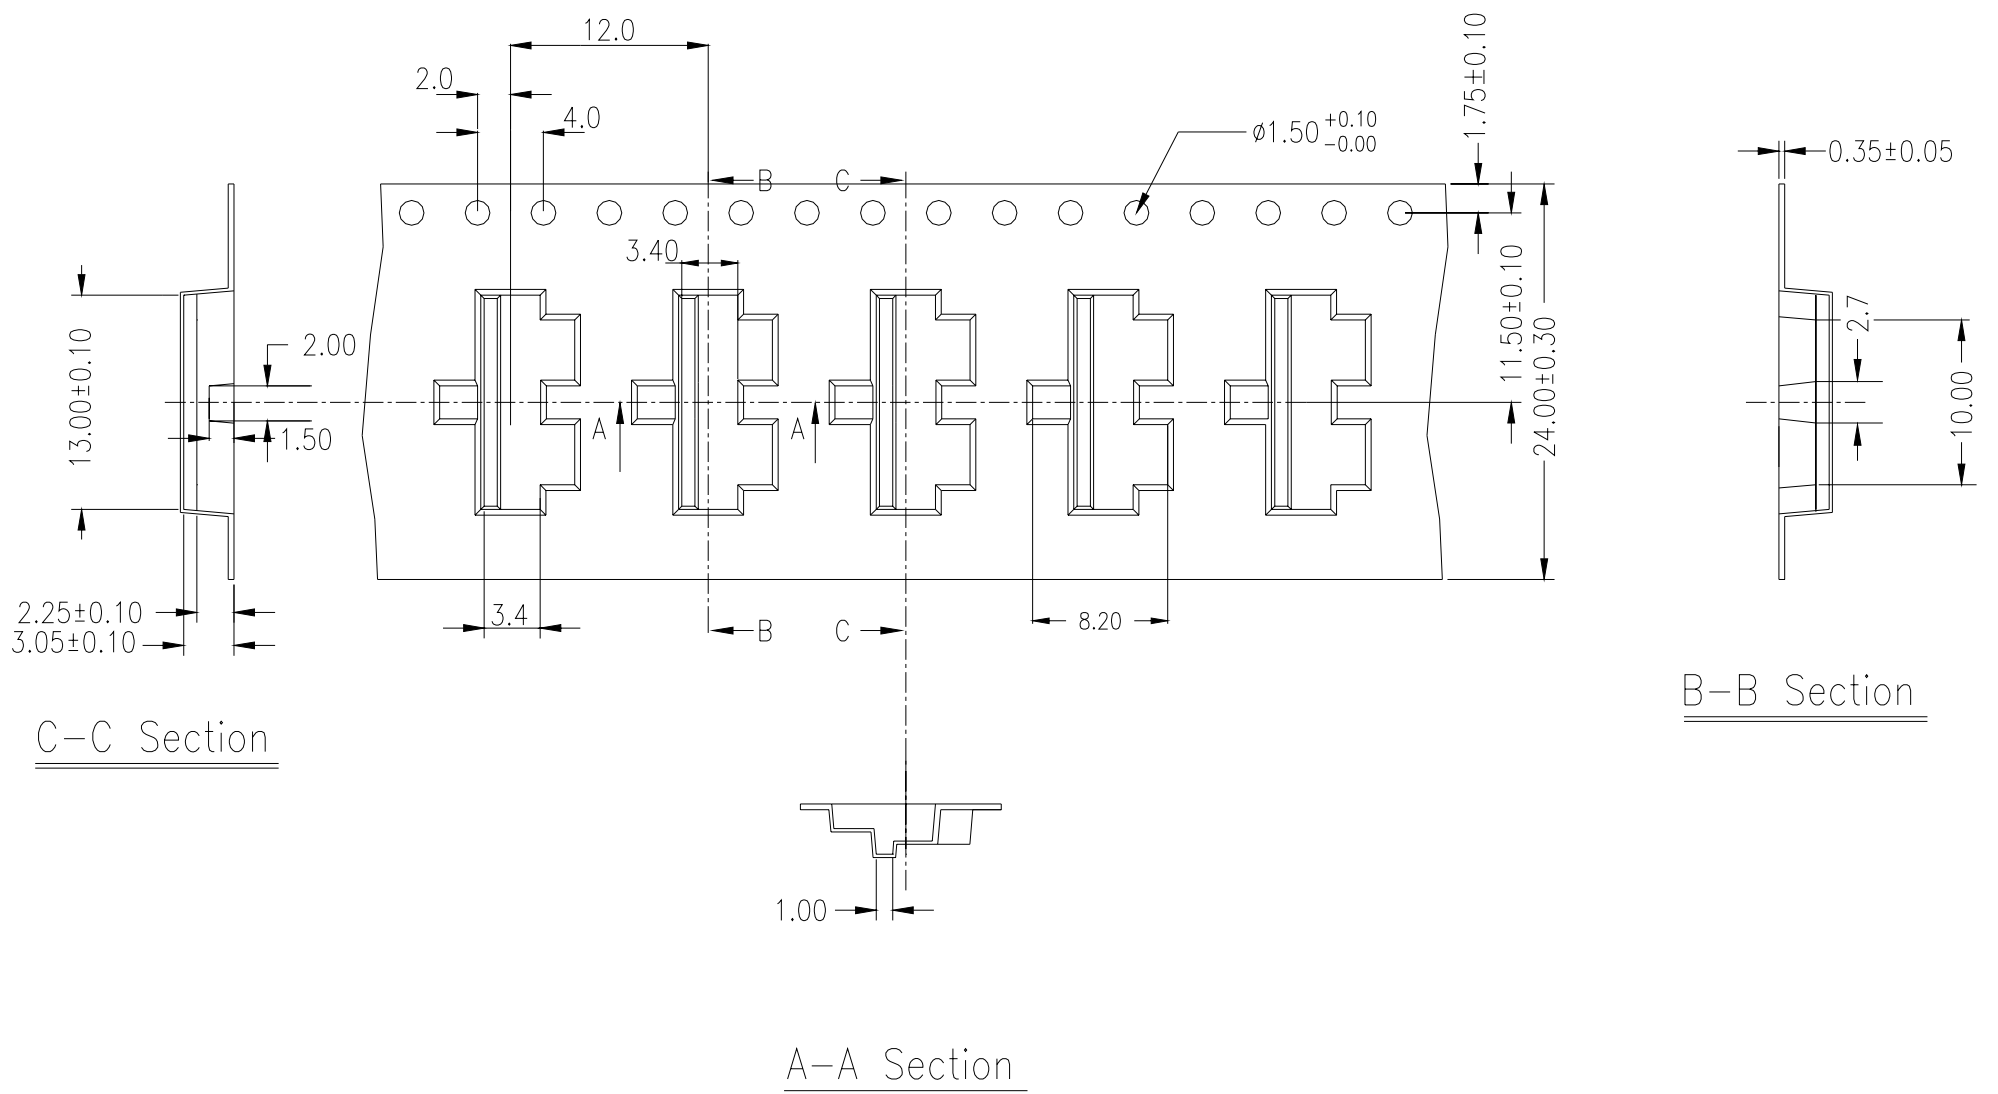 12.0
2.0
4.0
ø1.50 +0.10
-0.00
1.75±0.10
0.35±0.05
B
C
3.40
11.50±0.10
24.00±0.30
13.00±0.10
2.00
1.50
A
A
2.7
10.00
2.25±0.10
3.05±0.10
3.4
8.20
B
C
B-B Section
C-C Section
1.00
A-A Section